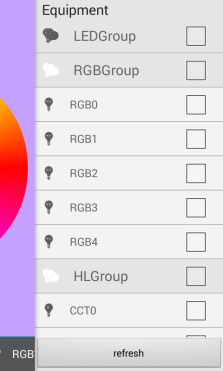 Equipment
LEDGroup
RGBGroup
RGB0
RGB1
RGB2
RGB3
RGB4
HLGroup
CCT0
RGB
refresh